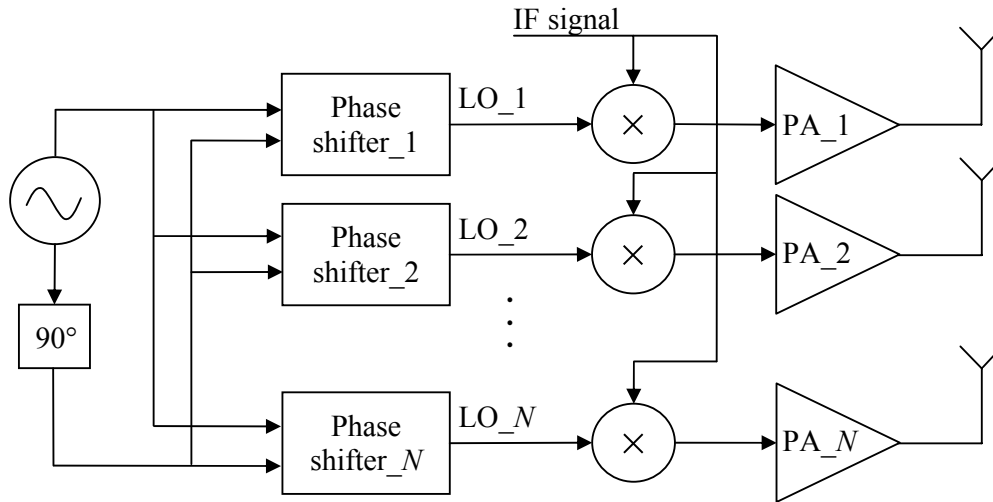 IF signal
Phase
shifter_1
LO_1
×
PA_1
Phase
shifter_2
LO_2
×
PA_2
90°
Phase
shifter_N
LO_N
×
PA_N